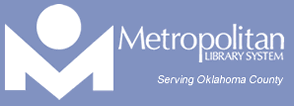 Metropolitan
LIBRARY SYSTEM
Serving Oklahoma County